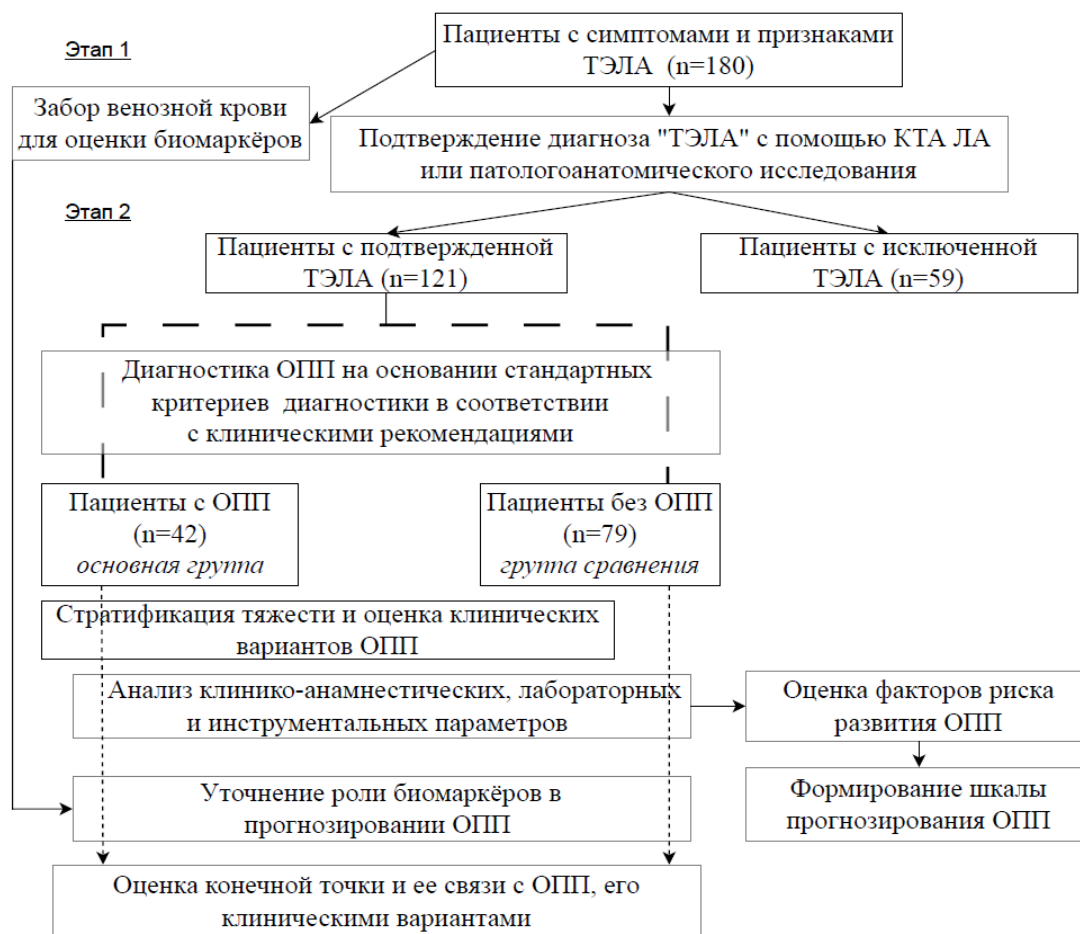 Этап 1
Пациенты с симптомами и признаками
ТЭЛА (n=180)
Забор венозной крови
для оценки биомаркёров
Подтверждение диагноза "ТЭЛА" с помощью КТА ЛА
или патологоанатомического исследования
Этап 2
Пациенты с подтвержденной
ТЭЛА (n=121)
Пациенты с исключенной
ТЭЛА (n=59)
Диагностика ОПП на основании стандартных
критериев диагностики в соответствии
с клиническими рекомендациями
Пациенты с ОПП
(n=42)
основная группа
Пациенты без ОПП
(n=79)
группа сравнения
Стратификация тяжести и оценка клинических
вариантов ОПП
Анализ клинико-анамнестических, лабораторных
и инструментальных параметров
Оценка факторов риска
развития ОПП
Уточнение роли биомаркёров в
прогнозировании ОПП
Формирование шкалы
прогнозирования ОПП
Оценка конечной точки и ее связи с ОПП, его
клиническими вариантами